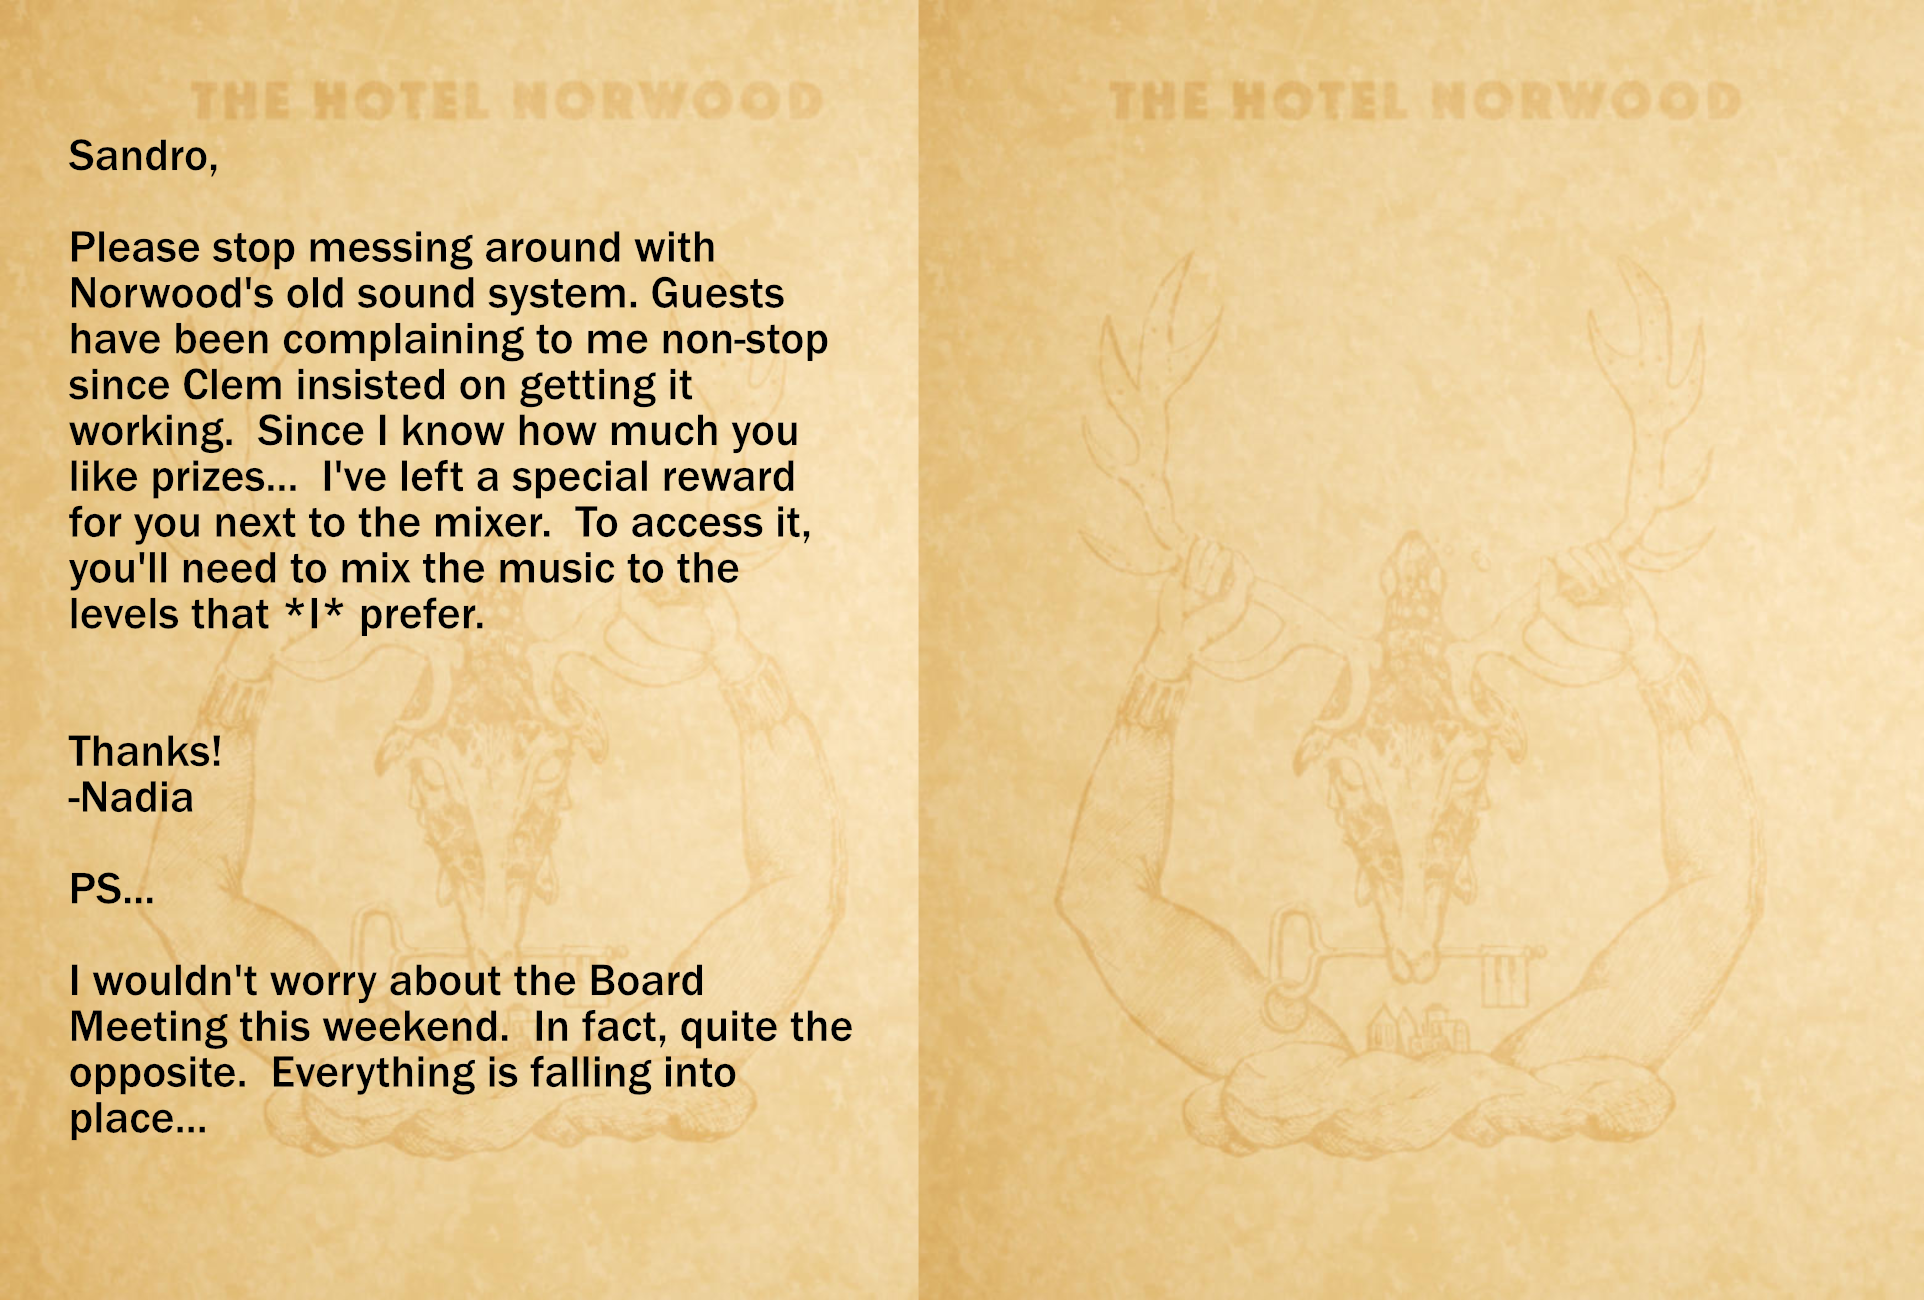 THE HOTEL NORWOOD
Sandro,
Please stop messing around with
Norwood's old sound system. Guests
have been complaining to me non-stop
since Clem insisted on getting it
working.  Since I know how much you
like prizes...  I've left a special reward
for you next to the mixer.  To access it,
you'll need to mix the music to the
levels that *I* prefer.
Thanks!
-Nadia
PS...
I wouldn't worry about the Board
Meeting this weekend.  In fact, quite the
opposite.  Everything is falling into
place...
THE HOTEL NORWOOD